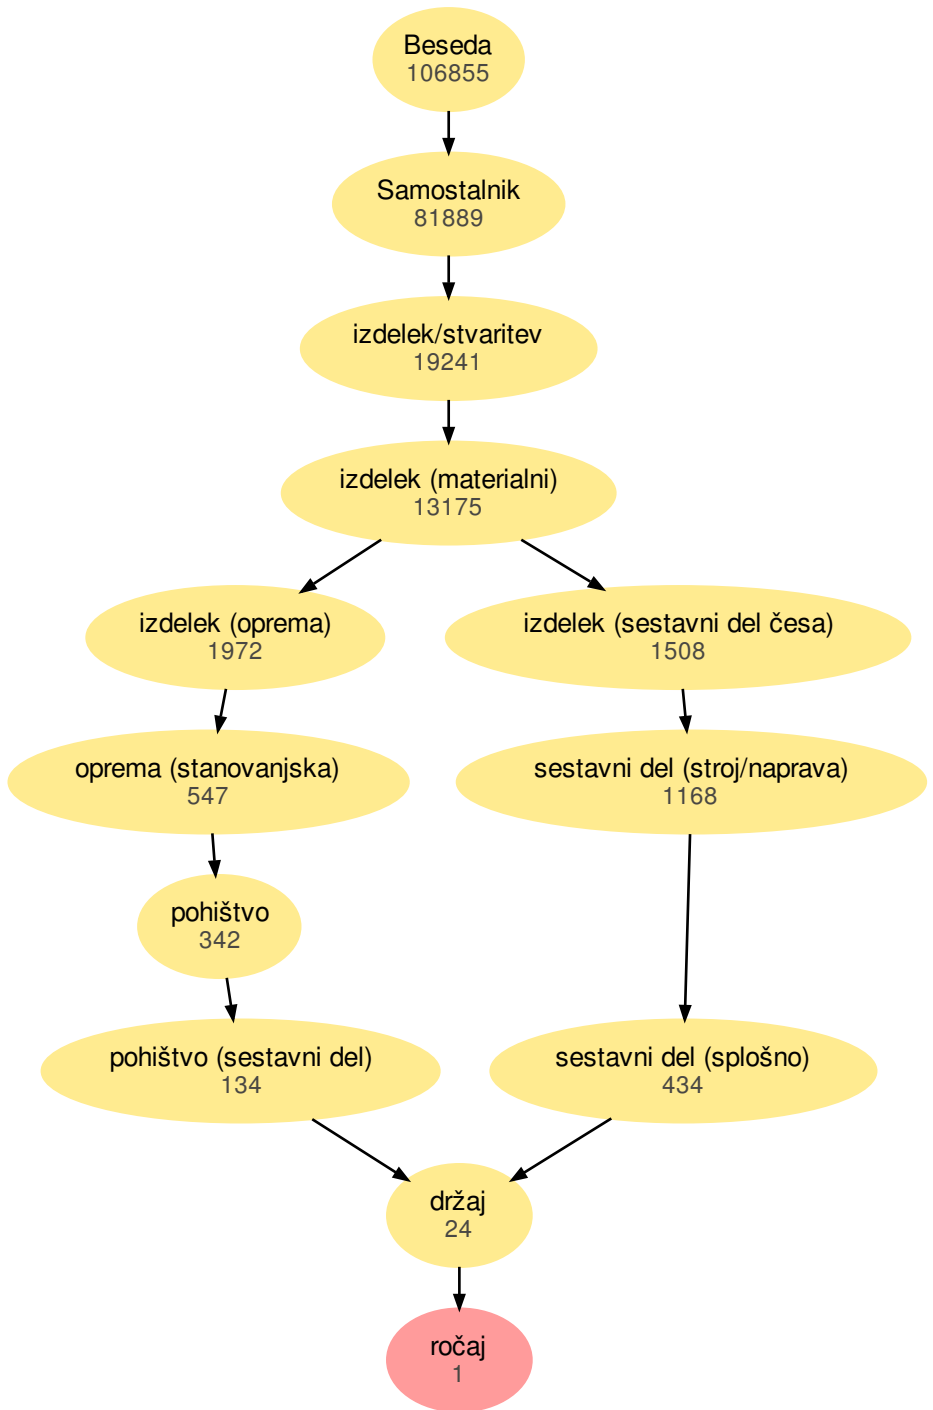 Beseda
106855
Samostalnik
81889
izdelek/stvaritev
19241
izdelek (materialni)
13175
izdelek (oprema)
1972
izdelek (sestavni del česa)
1508
oprema (stanovanjska)
547
sestavni del (stroj/naprava)
1168
pohištvo
342
pohištvo (sestavni del)
134
sestavni del (splošno)
434
držaj
24
ročaj
1